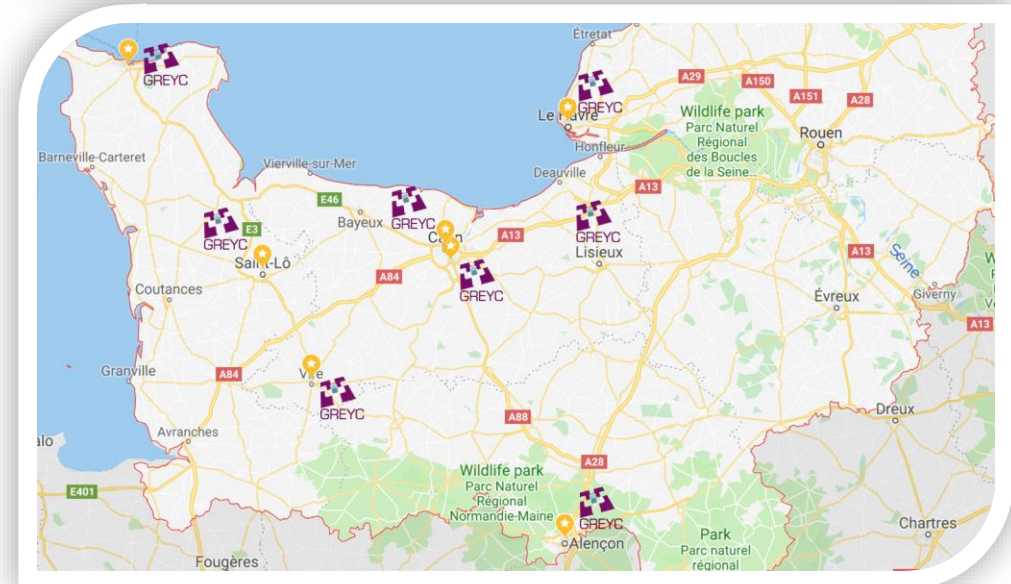 Étretat
GREYC
A29
A150
A151
A28
GREYC
Le Havre
Wildlife park
Parc Naturel
Régional
des Boucles
de la Seine...
Rouen
Honfleur
Barneville-Carteret
Vierville-sur-Mer
Deauville
A13
E46
Bayeux
GREYC
GREYC
E3
GREYC
Caen
A13
Lisieux
A13
Seine
Saint-Lô
A84
GREYC
Coutances
Évreux
Giverny
A13
Granville
A84
Vire
GREYC
A88
Dreux
Avranches
A28
Wildlife park
Parc Naturel
Régional
Normandie-Maine
E401
GREYC
Alençon
Park
Parc naturel
régional
Chartres
Fougères